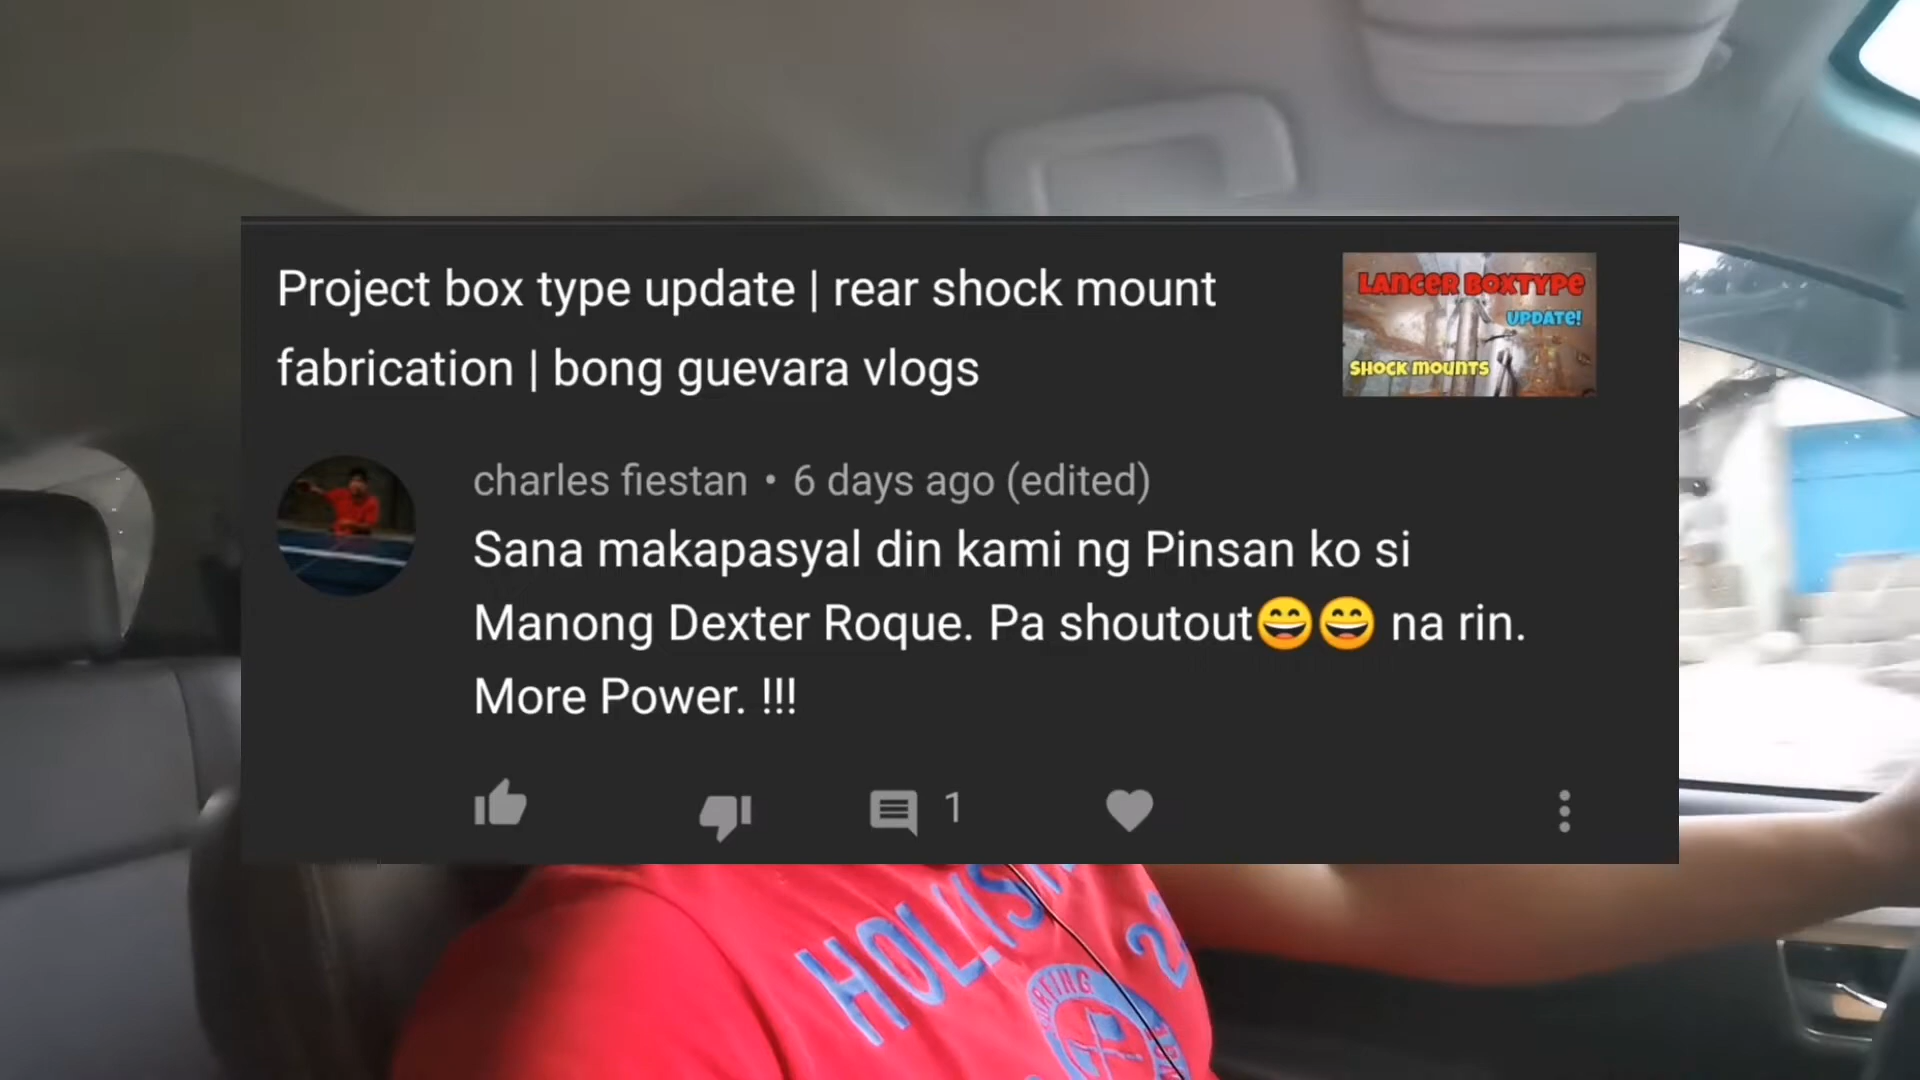 Project box type update | rear shock mount
fabrication | bong guevara vlogs
LANCER BOXTYPE
UPDATE!
SHOCK MOUNTS
charles fiestan • 6 days ago (edited)
Sana makapasyal din kami ng Pinsan ko si
Manong Dexter Roque. Pa shoutout😄😄 na rin.
More Power. !!!
1